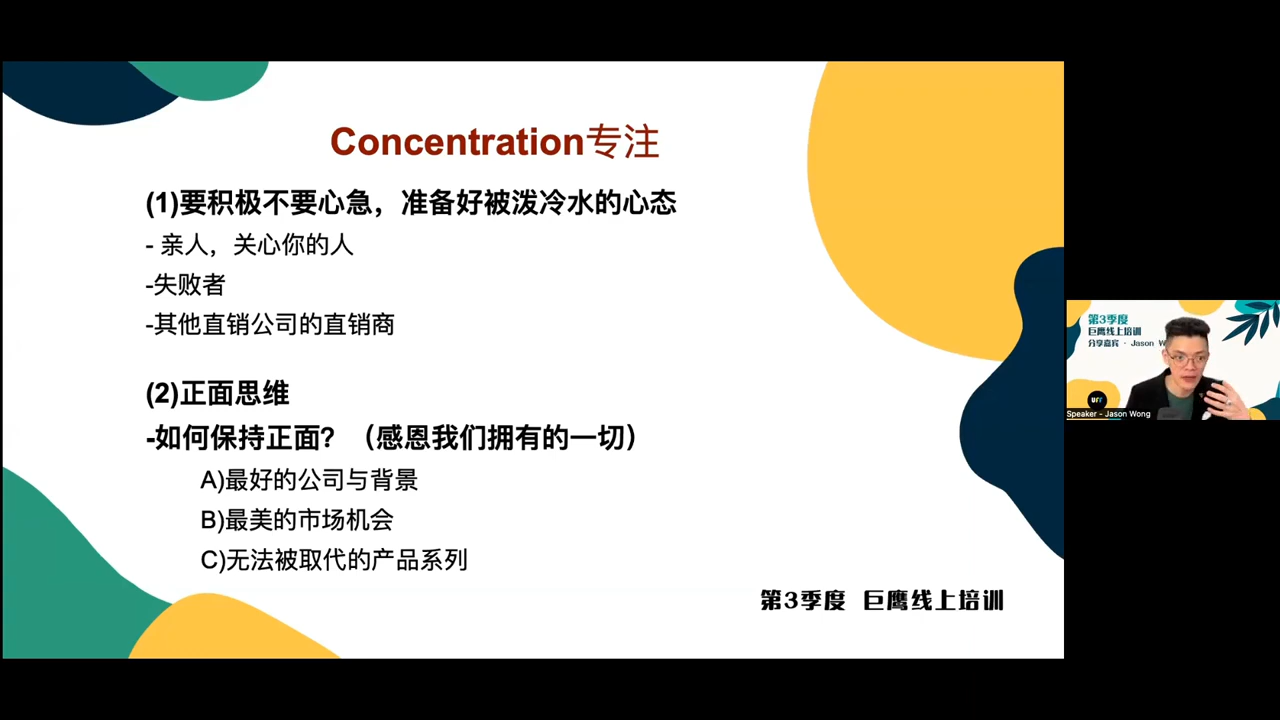 Concentration专注
(1)要积极不要心急，准备好被泼冷水的心态
- 亲人，关心你的人
-失败者
-其他直销公司的直销商
(2)正面思维
-如何保持正面？（感恩我们拥有的一切）
A)最好的公司与背景
B)最美的市场机会
C)无法被取代的产品系列
第3季度 巨鹰线上培训
第3季度
巨鹰线上培训
分享嘉宾 - Jason
Speaker - Jason Wong